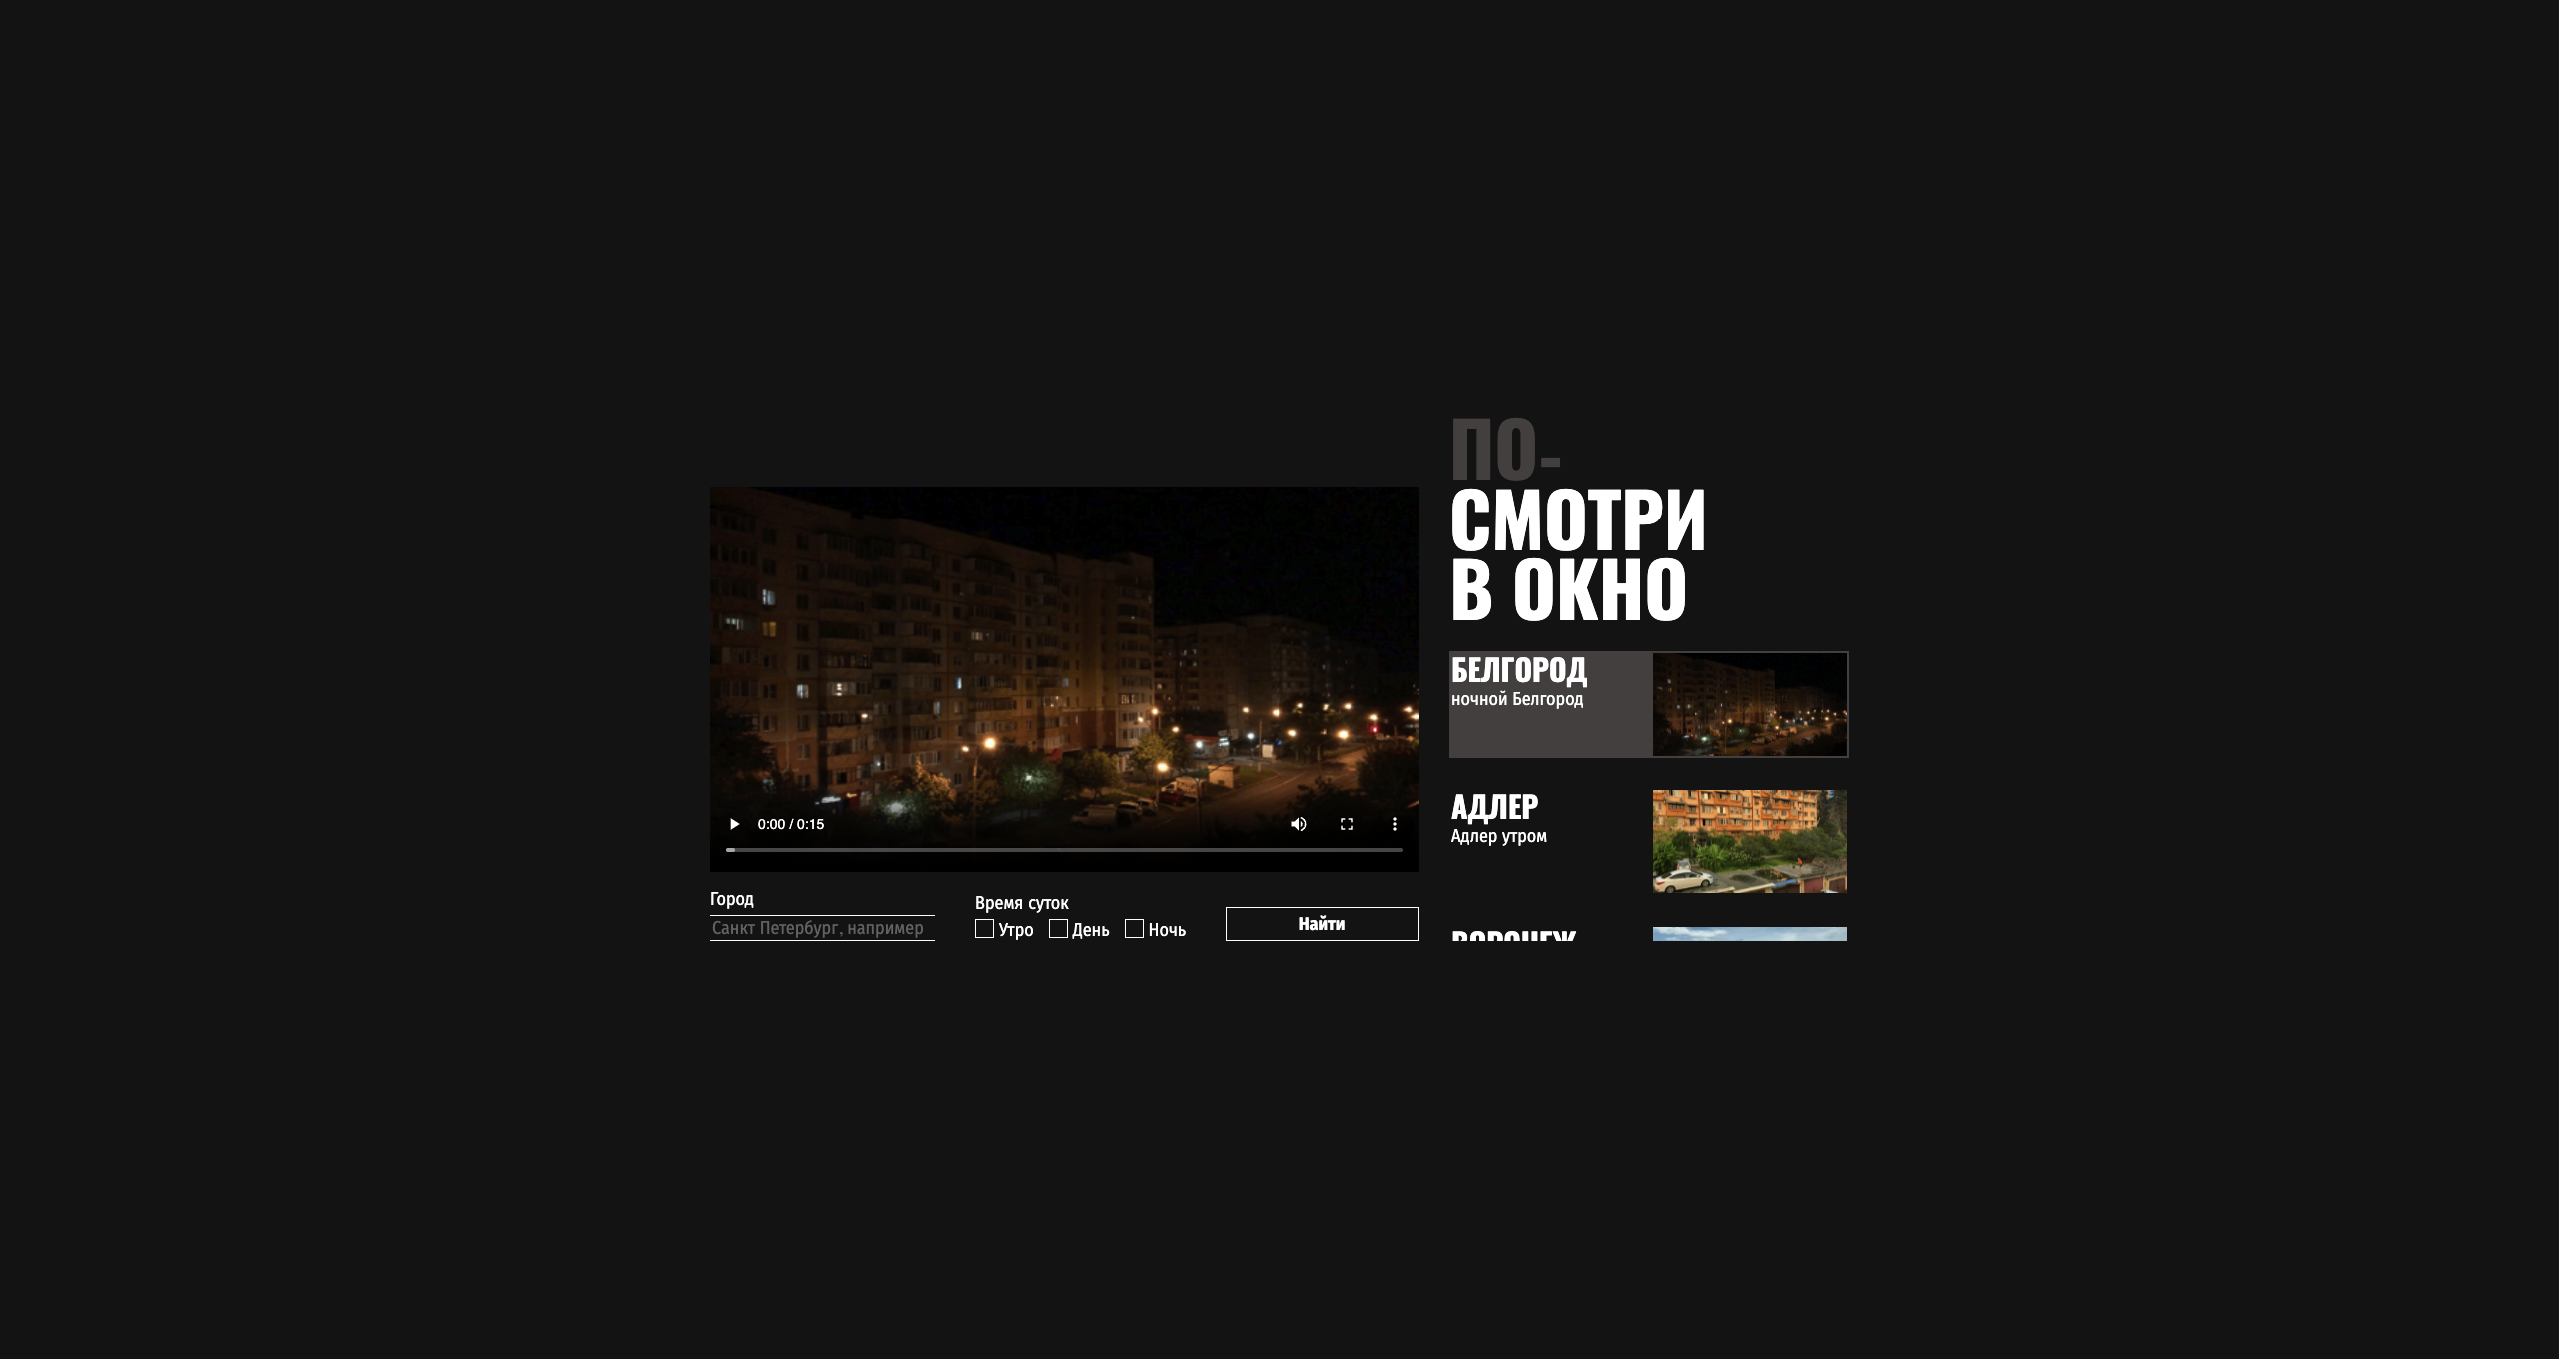 ПО-
СМОТРИ
В ОКНО
БЕЛГОРОД
ночной Белгород
АДЛЕР
Адлер утром
ВОРОНЕЖ
0:00 / 0:15
Город
Санкт Петербург, например
Время суток
Утро
День
Ночь
Найти